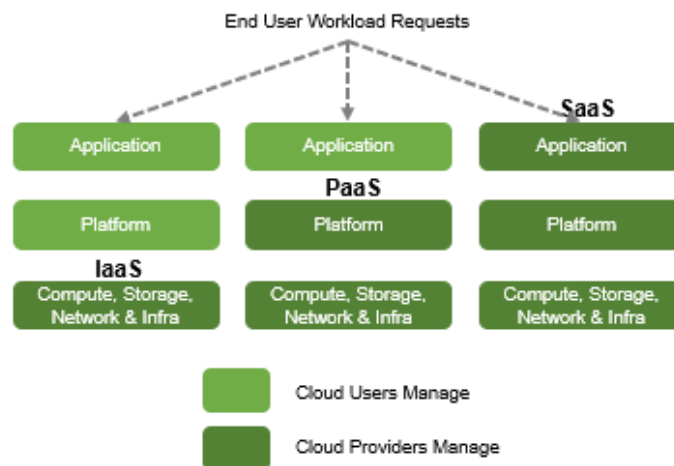 End User Workload Requests
SaaS
Application
Application
Application
PaaS
Platform
Platform
Platform
IaaS
Compute, Storage,
Network & Infra
Compute, Storage,
Network & Infra
Compute, Storage,
Network & Infra
Cloud Users Manage
Cloud Providers Manage